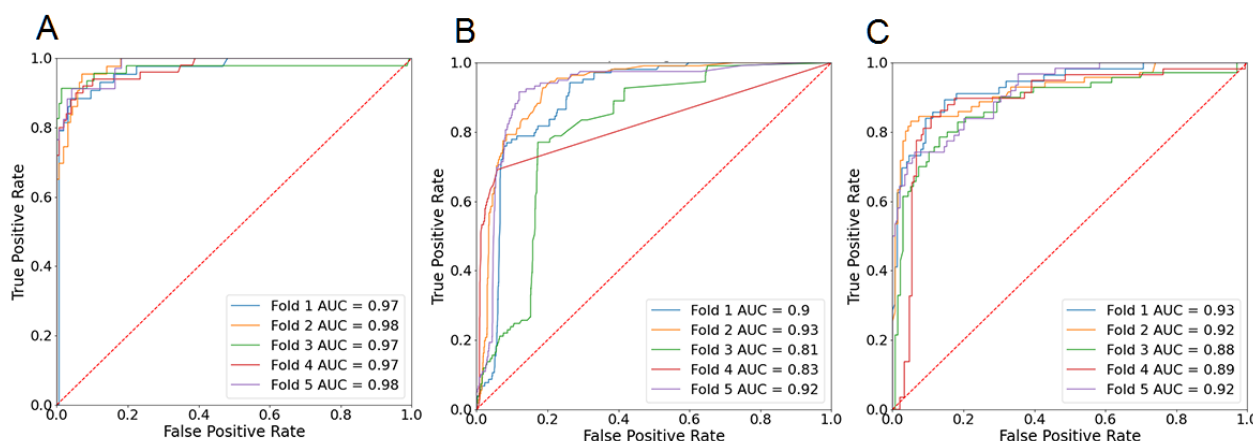 A
1.0
0.8
0.6
0.4
0.2
0.0
True Positive Rate
0.0 0.2 0.4 0.6 0.8 1.0
False Positive Rate
Fold 1 AUC = 0.97
Fold 2 AUC = 0.98
Fold 3 AUC = 0.97
Fold 4 AUC = 0.97
Fold 5 AUC = 0.98
B
1.0
0.8
0.6
0.4
0.2
0.0
True Positive Rate
0.0 0.2 0.4 0.6 0.8 1.0
False Positive Rate
Fold 1 AUC = 0.9
Fold 2 AUC = 0.93
Fold 3 AUC = 0.81
Fold 4 AUC = 0.83
Fold 5 AUC = 0.92
C
1.0
0.8
0.6
0.4
0.2
0.0
True Positive Rate
0.0 0.2 0.4 0.6 0.8 1.0
False Positive Rate
Fold 1 AUC = 0.93
Fold 2 AUC = 0.92
Fold 3 AUC = 0.88
Fold 4 AUC = 0.89
Fold 5 AUC = 0.92